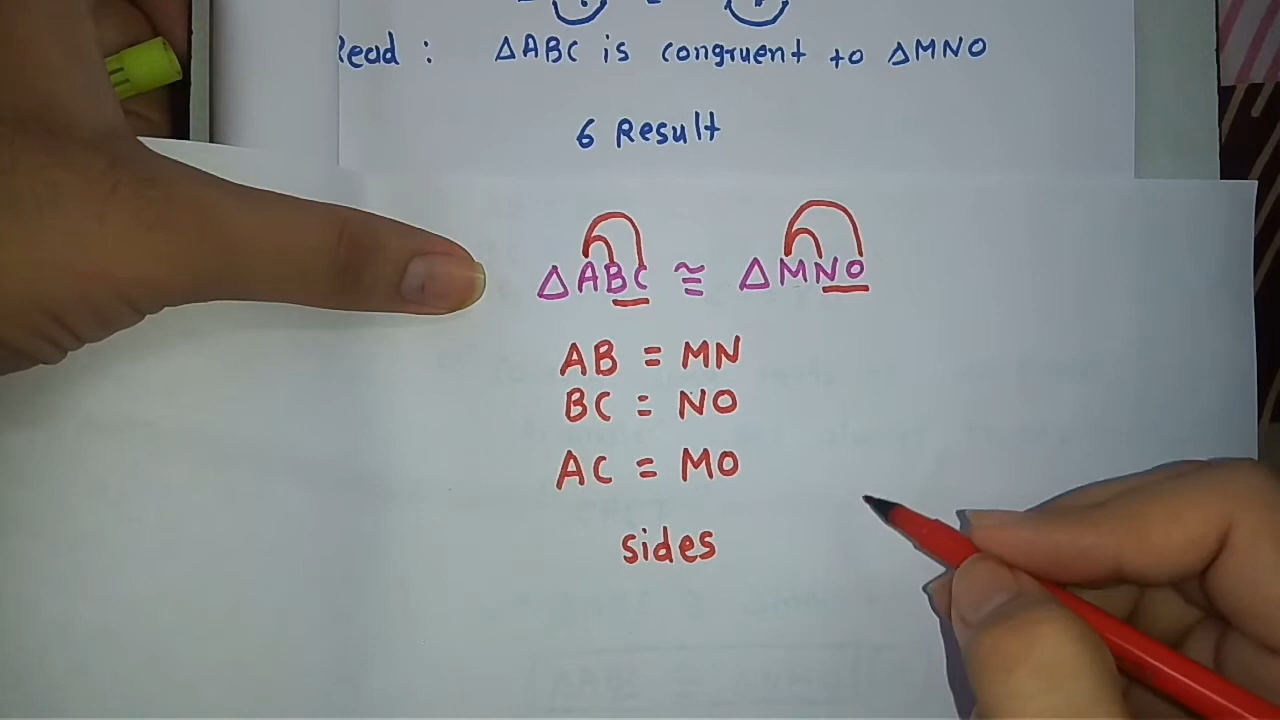 Read : ΔABC is congruent to ΔMNO
6 Result
ΔABC ≅ ΔMNO
AB = MN
BC = NO
AC = MO
sides